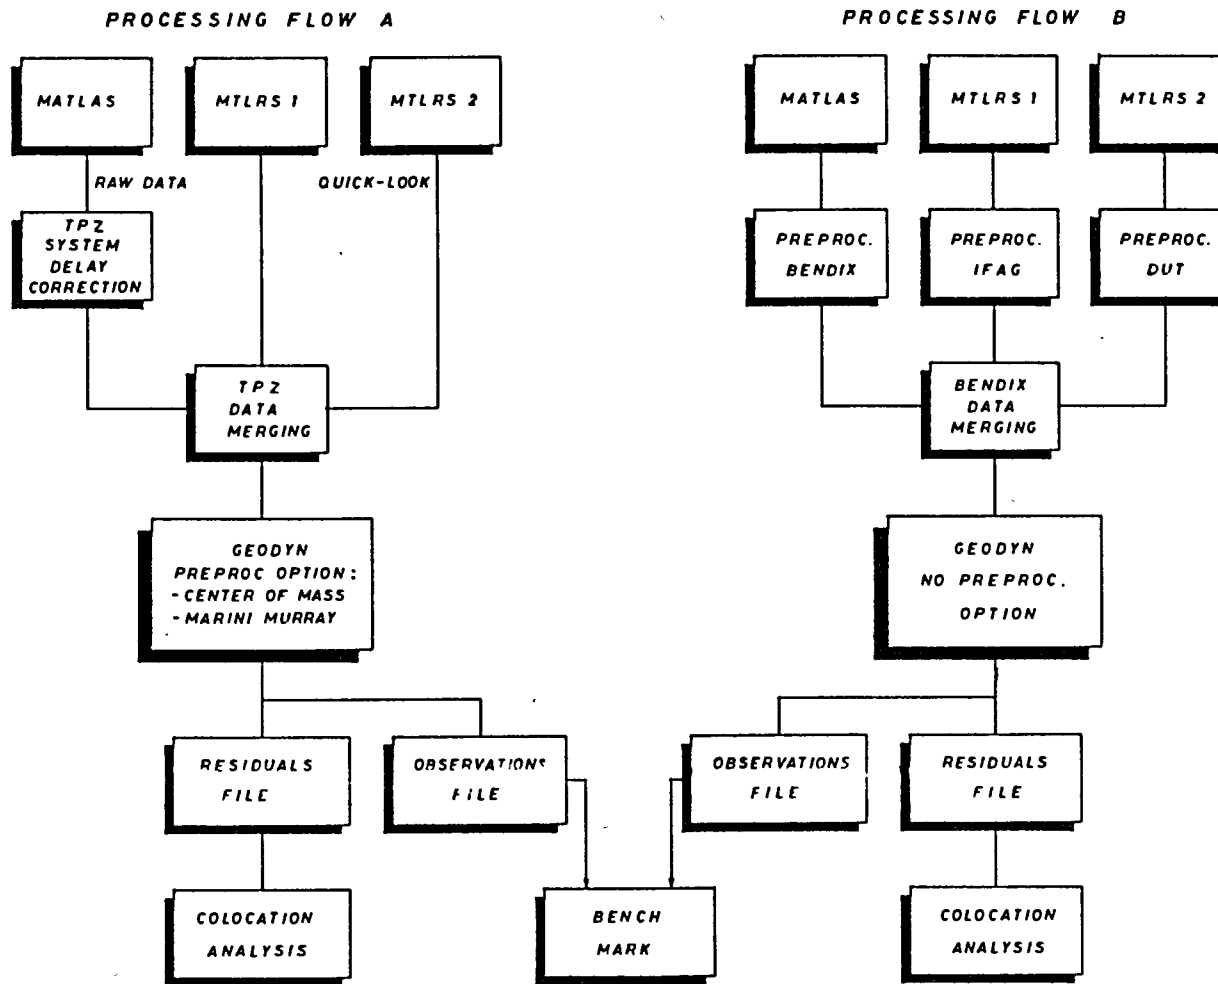 PROCESSING FLOW A
MATLAS
MTLRS 1
MTLRS 2
RAW DATA
QUICK-LOOK
TPZ
SYSTEM
DELAY
CORRECTION
TPZ
DATA
MERGING
GEODYN
PREPROC OPTION:
-CENTER OF MASS
-MARINI MURRAY
RESIDUALS
FILE
OBSERVATIONS
FILE
COLOCATION
ANALYSIS
BENCH
MARK
PROCESSING FLOW B
MATLAS
MTLRS 1
MTLRS 2
PREPROC.
BENDIX
PREPROC.
IFAG
PREPROC.
DUT
BENDIX
DATA
MERGING
GEODYN
NO PREPROC.
OPTION
OBSERVATIONS
FILE
RESIDUALS
FILE
COLOCATION
ANALYSIS